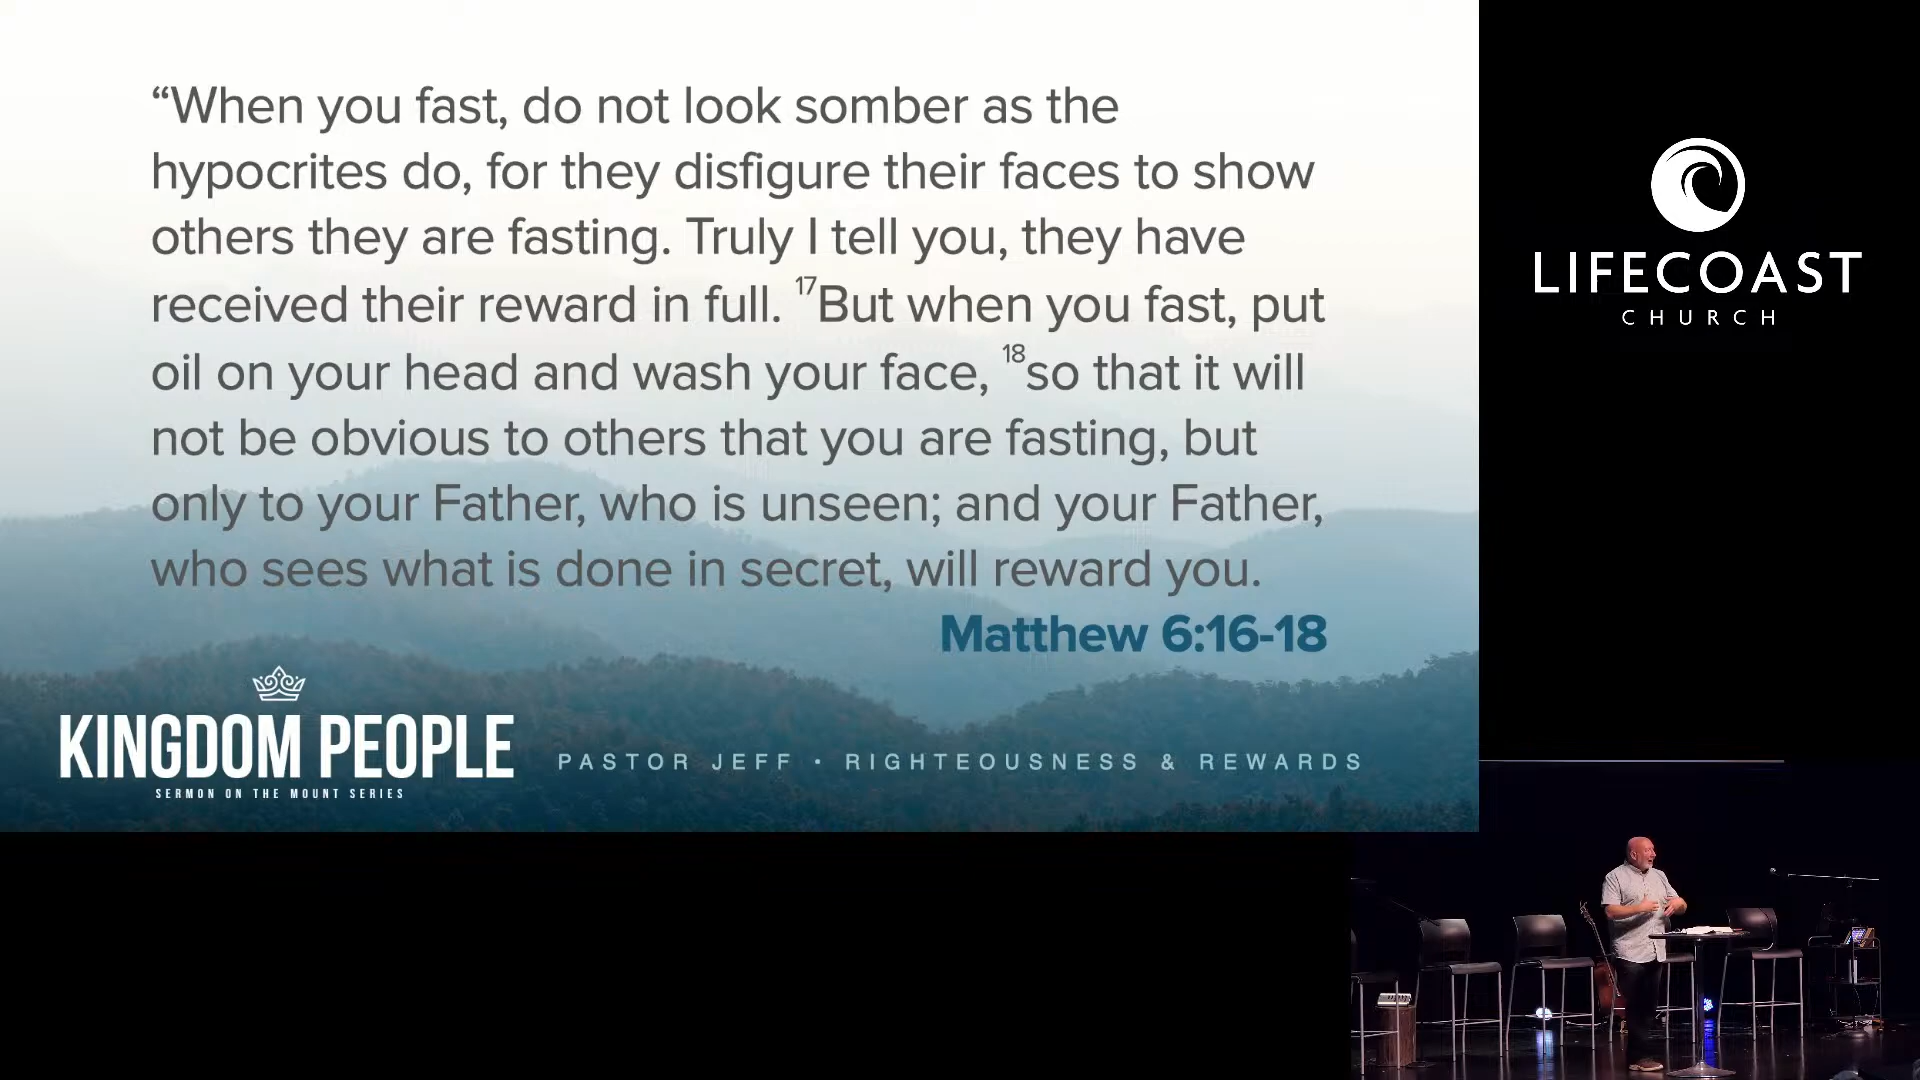 “When you fast, do not look somber as the
hypocrites do, for they disfigure their faces to show
others they are fasting. Truly I tell you, they have
received their reward in full. 17But when you fast, put
oil on your head and wash your face, 18so that it will
not be obvious to others that you are fasting, but
only to your Father, who is unseen; and your Father,
who sees what is done in secret, will reward you.
Matthew 6:16-18
KINGDOM PEOPLE
SERMON ON THE MOUNT SERIES
PASTOR JEFF • RIGHTEOUSNESS & REWARDS
LIFECOAST
CHURCH